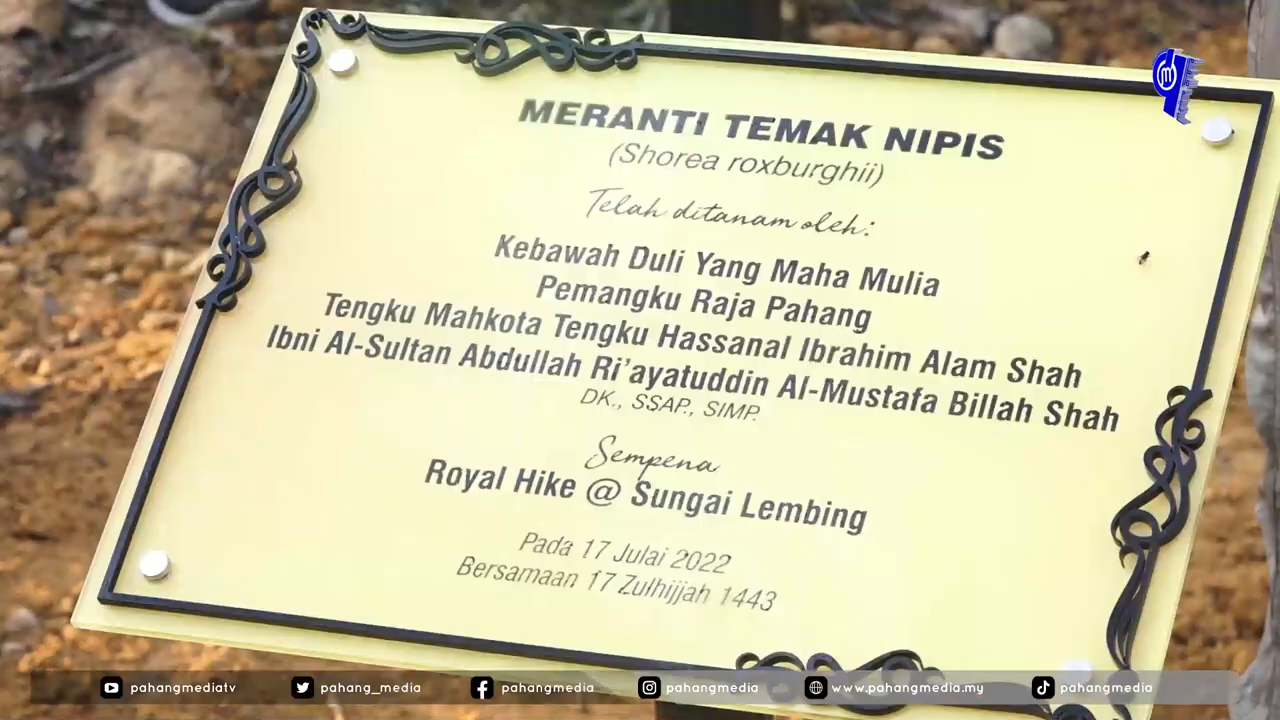 MERANTI TEMAK NIPIS
(Shorea roxburghii)
Telah ditanam oleh:
Kebawah Duli Yang Maha Mulia
Pemangku Raja Pahang
Tengku Mahkota Tengku Hassanal Ibrahim Alam Shah
Ibni Al-Sultan Abdullah Ri'ayatuddin Al-Mustafa Billah Shah
DK., SSAP., SIMP.
Sempena
Royal Hike @ Sungai Lembing
Pada 17 Julai 2022
Bersamaan 17 Zulhijjah 1443
pahangmediatv pahang_media pahangmedia pahangmedia www.pahangmedia.my pahangmedia